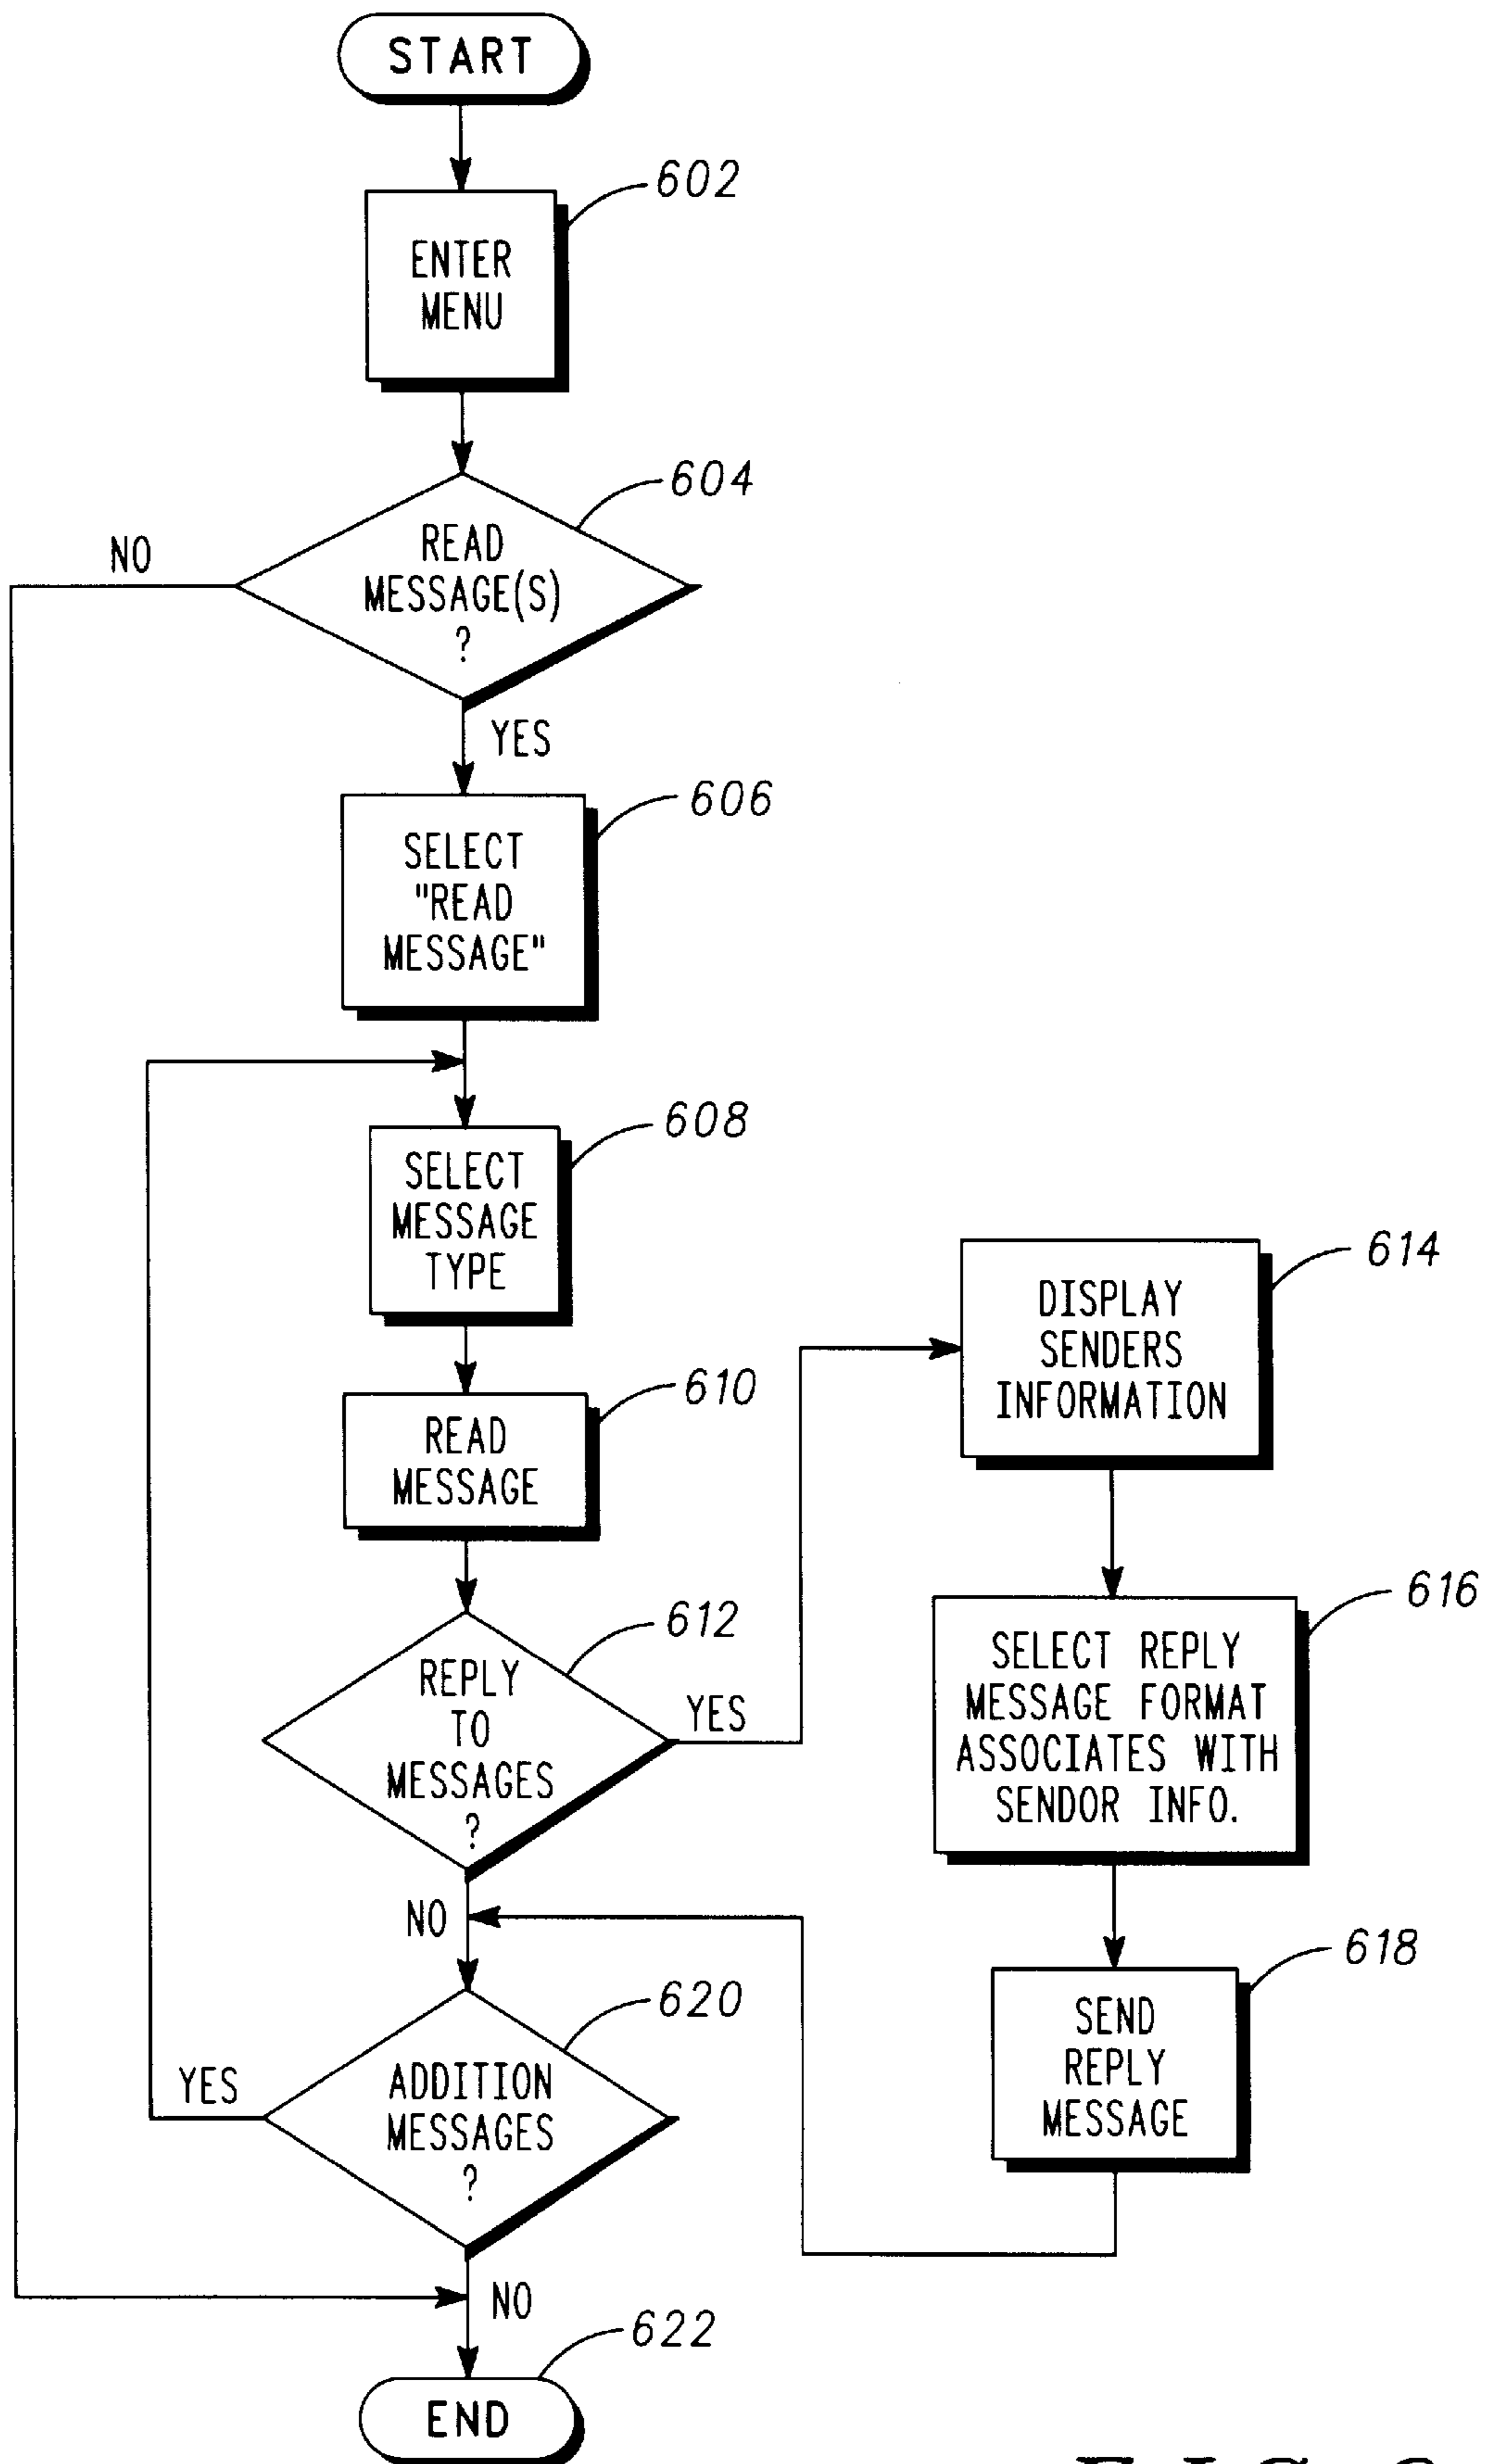 START
602
ENTER
MENU
604
NO
READ
MESSAGE(S)
?
YES
606
SELECT
"READ
MESSAGE"
608
SELECT
MESSAGE
TYPE
610
READ
MESSAGE
612
REPLY
TO
MESSAGES
?
YES
614
DISPLAY
SENDERS
INFORMATION
616
SELECT REPLY
MESSAGE FORMAT
ASSOCIATES WITH
SENDOR INFO.
618
SEND
REPLY
MESSAGE
NO
620
YES
ADDITION
MESSAGES
?
NO
622
END